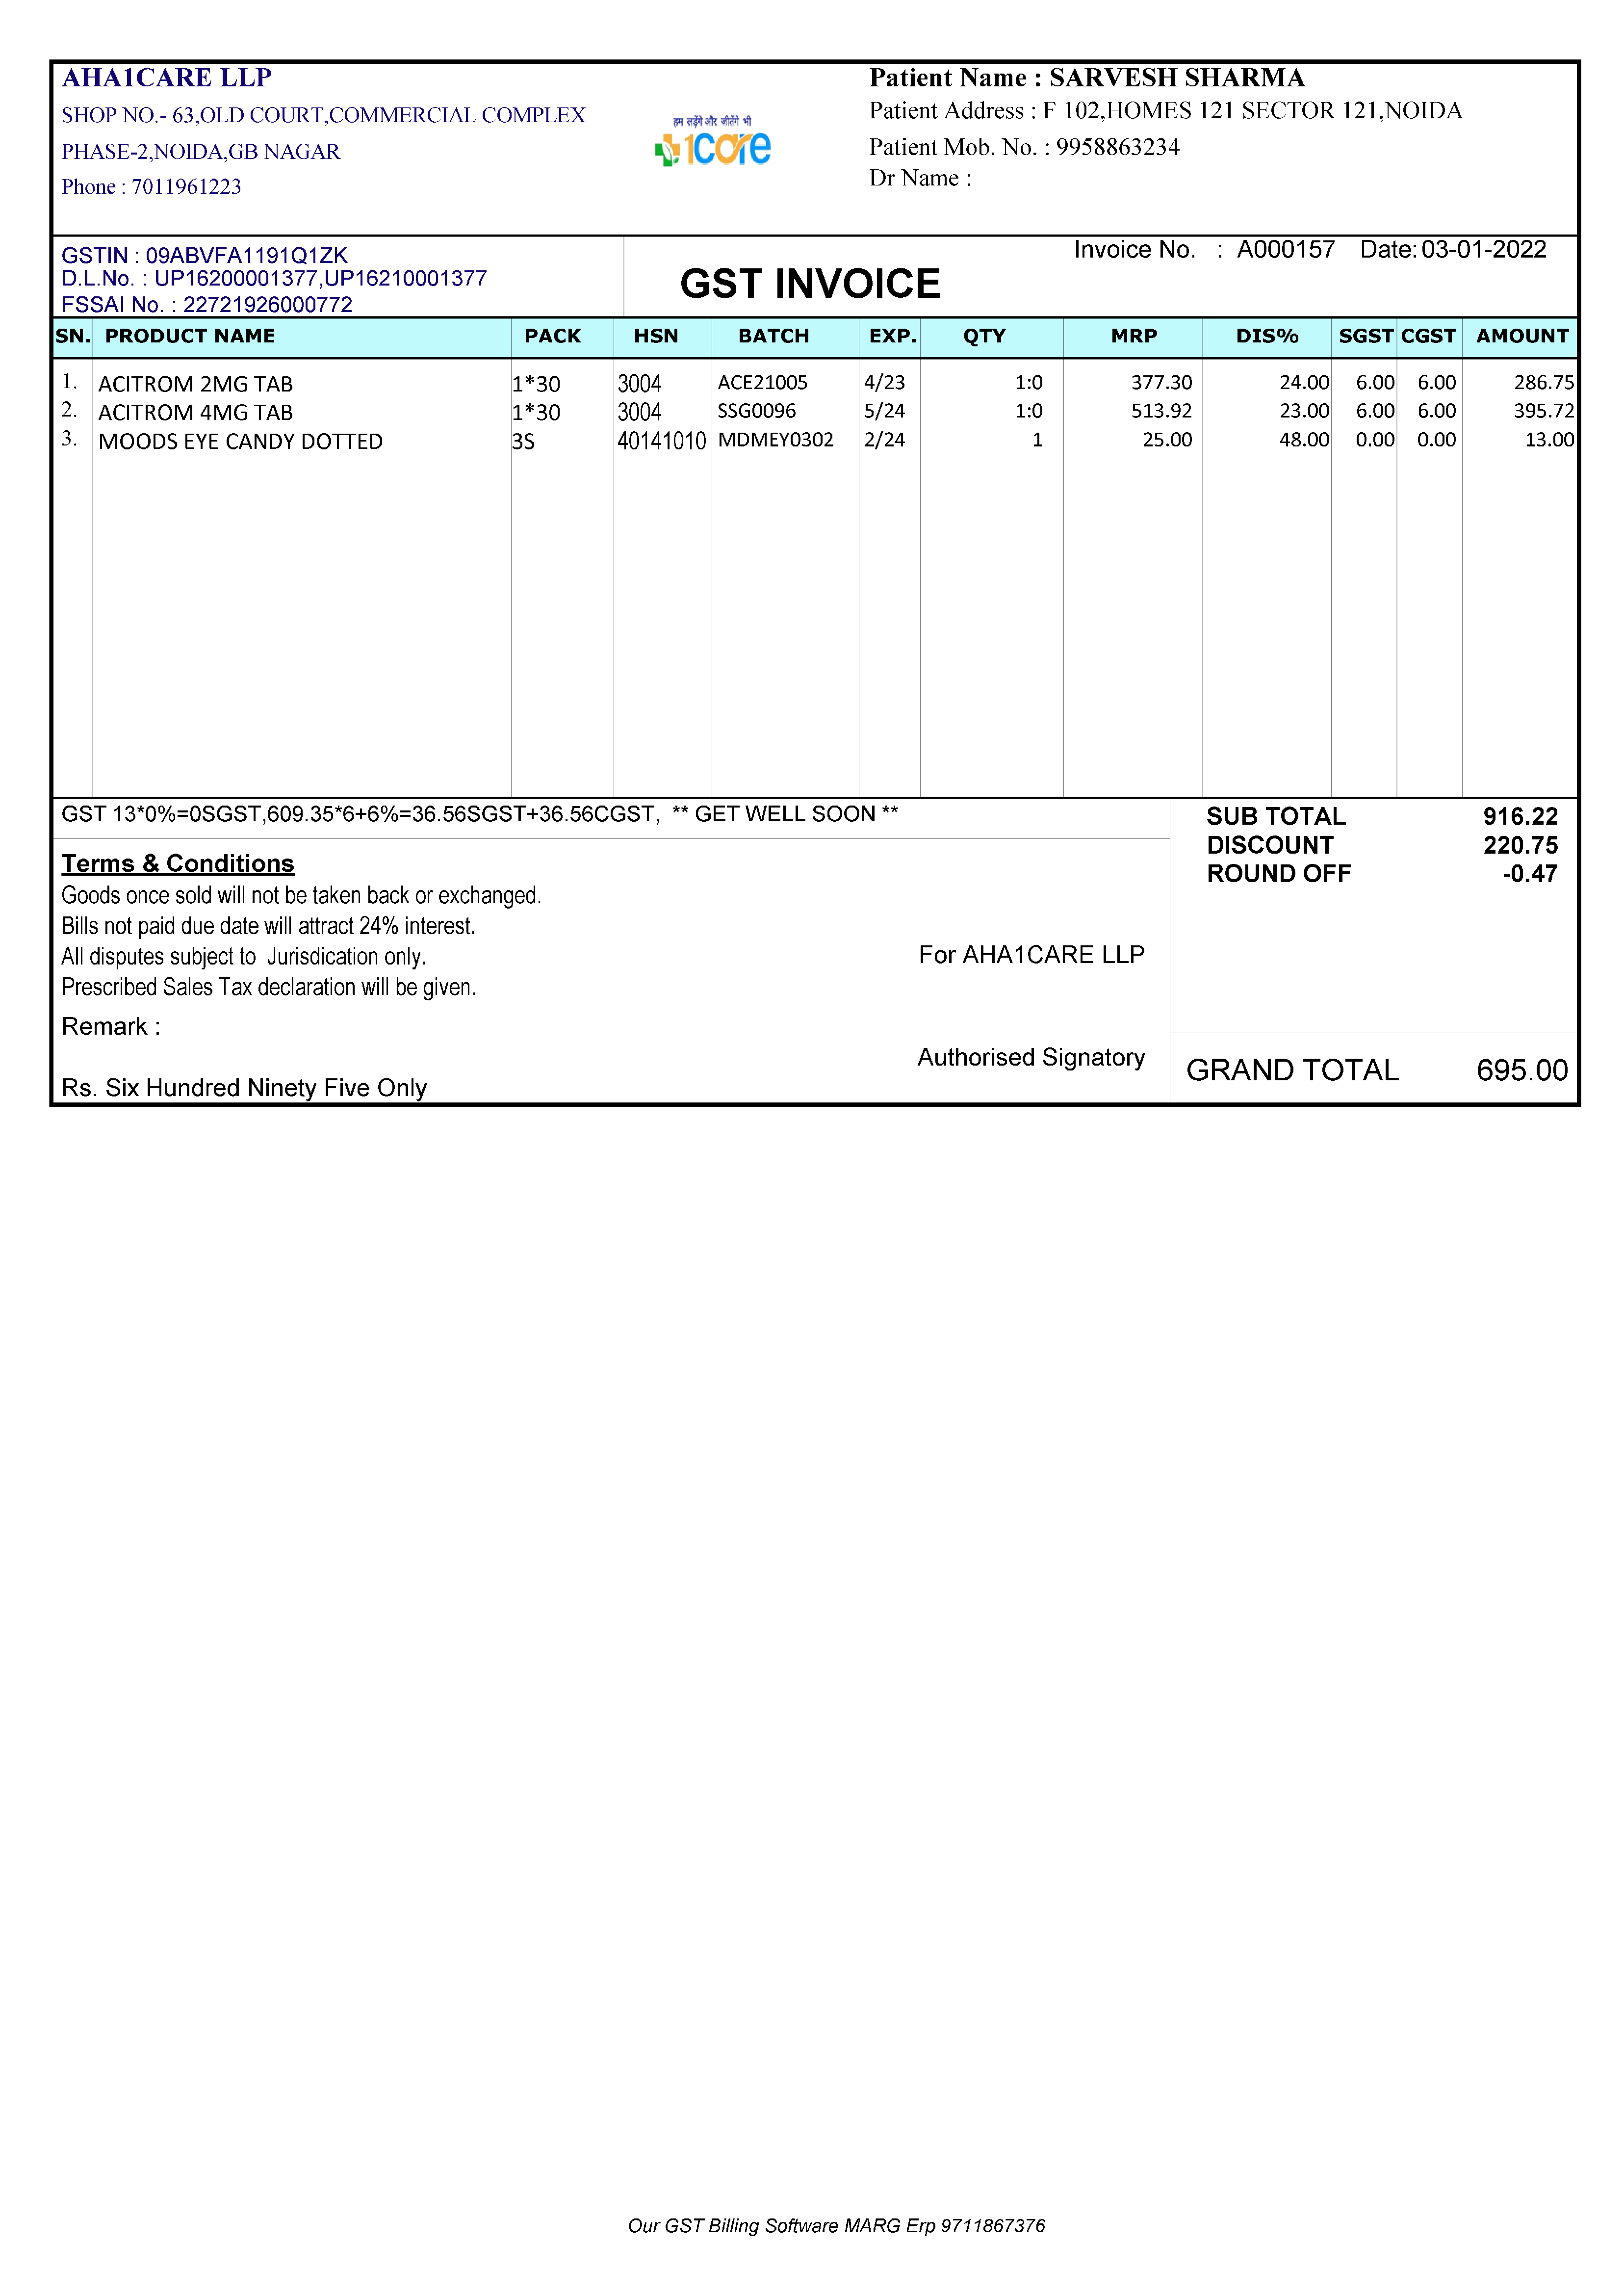 AHA1CARE LLP
SHOP NO.- 63,OLD COURT,COMMERCIAL COMPLEX
PHASE-2,NOIDA,GB NAGAR
Phone : 7011961223
हम लड़ेंगे और जीतेंगे भी
1care
Patient Name : SARVESH SHARMA
Patient Address : F 102,HOMES 121 SECTOR 121,NOIDA
Patient Mob. No. : 9958863234
Dr Name :
GSTIN : 09ABVFA1191Q1ZK
D.L.No. : UP16200001377,UP16210001377
FSSAI No. : 22721926000772
GST INVOICE
Invoice No. : A000157 Date: 03-01-2022
SN. PRODUCT NAME PACK HSN BATCH EXP. QTY MRP DIS% SGST CGST AMOUNT
1. ACITROM 2MG TAB 1*30 3004 ACE21005 4/23 1:0 377.30 24.00 6.00 6.00 286.75
2. ACITROM 4MG TAB 1*30 3004 SSG0096 5/24 1:0 513.92 23.00 6.00 6.00 395.72
3. MOODS EYE CANDY DOTTED 3S 40141010 MDMEY0302 2/24 1 25.00 48.00 0.00 0.00 13.00
GST 13*0%=0SGST,609.35*6+6%=36.56SGST+36.56CGST, ** GET WELL SOON **
SUB TOTAL 916.22
DISCOUNT 220.75
ROUND OFF -0.47
Terms & Conditions
Goods once sold will not be taken back or exchanged.
Bills not paid due date will attract 24% interest.
All disputes subject to Jurisdication only.
Prescribed Sales Tax declaration will be given.
For AHA1CARE LLP
Remark :
Authorised Signatory
GRAND TOTAL 695.00
Rs. Six Hundred Ninety Five Only
Our GST Billing Software MARG Erp 9711867376